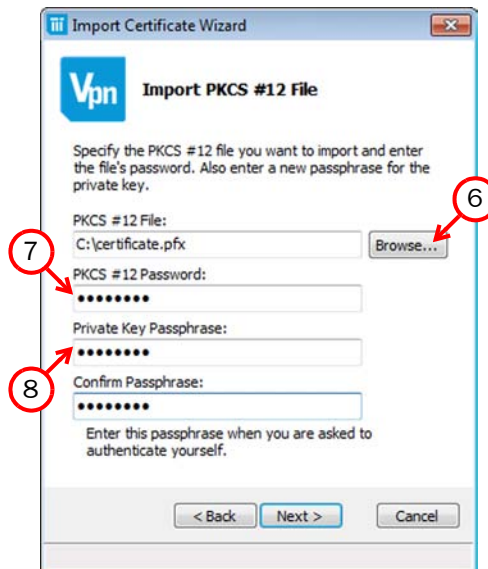 Import Certificate Wizard
Vpn
Import PKCS #12 File
Specify the PKCS #12 file you want to import and enter
the file's password. Also enter a new passphrase for the
private key.
6
PKCS #12 File:
C:\certificate.pfx
Browse...
7
PKCS #12 Password:
●●●●●●●●
Private Key Passphrase:
●●●●●●●●
8
Confirm Passphrase:
●●●●●●●●
Enter this passphrase when you are asked to
authenticate yourself.
< Back
Next >
Cancel